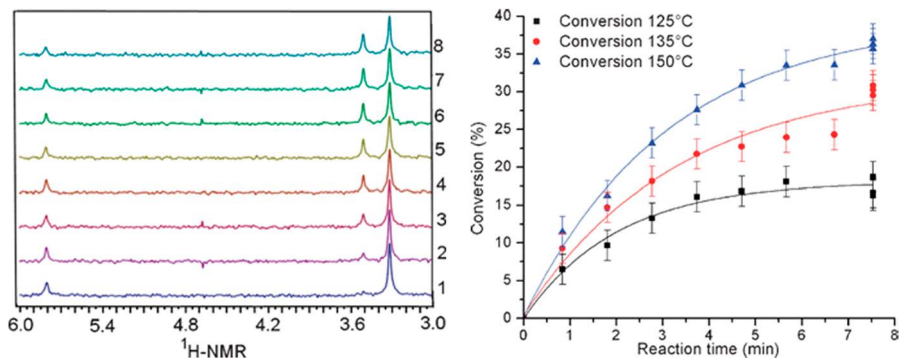 8
7
6
5
4
3
2
1
6.0 5.4 4.8 4.2 3.6 3.0
¹H-NMR
40
35
30
25
20
15
10
5
0
Conversion (%)
Conversion 125°C
Conversion 135°C
Conversion 150°C
0 1 2 3 4 5 6 7 8
Reaction time (min)